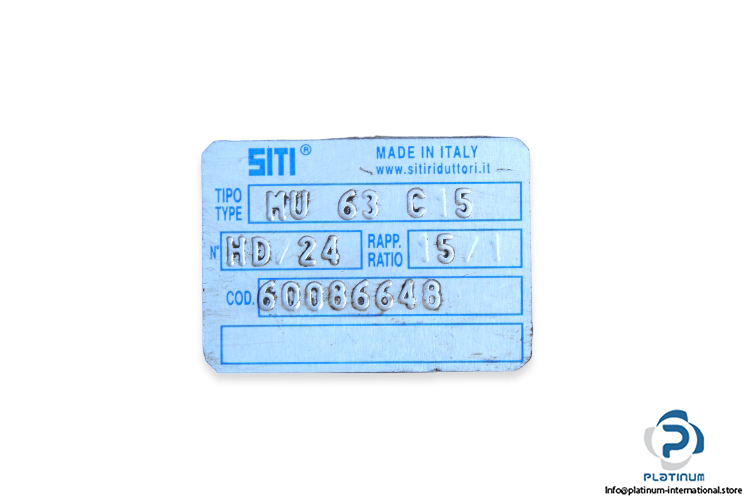 SITI®
MADE IN ITALY
www.sitiriduttori.it
TIPO
TYPE
MU 63 C 15
N° HD/24
RAPP.
RATIO
15/1
COD. 60086648
PLATINUM
Info@platinum-international.store